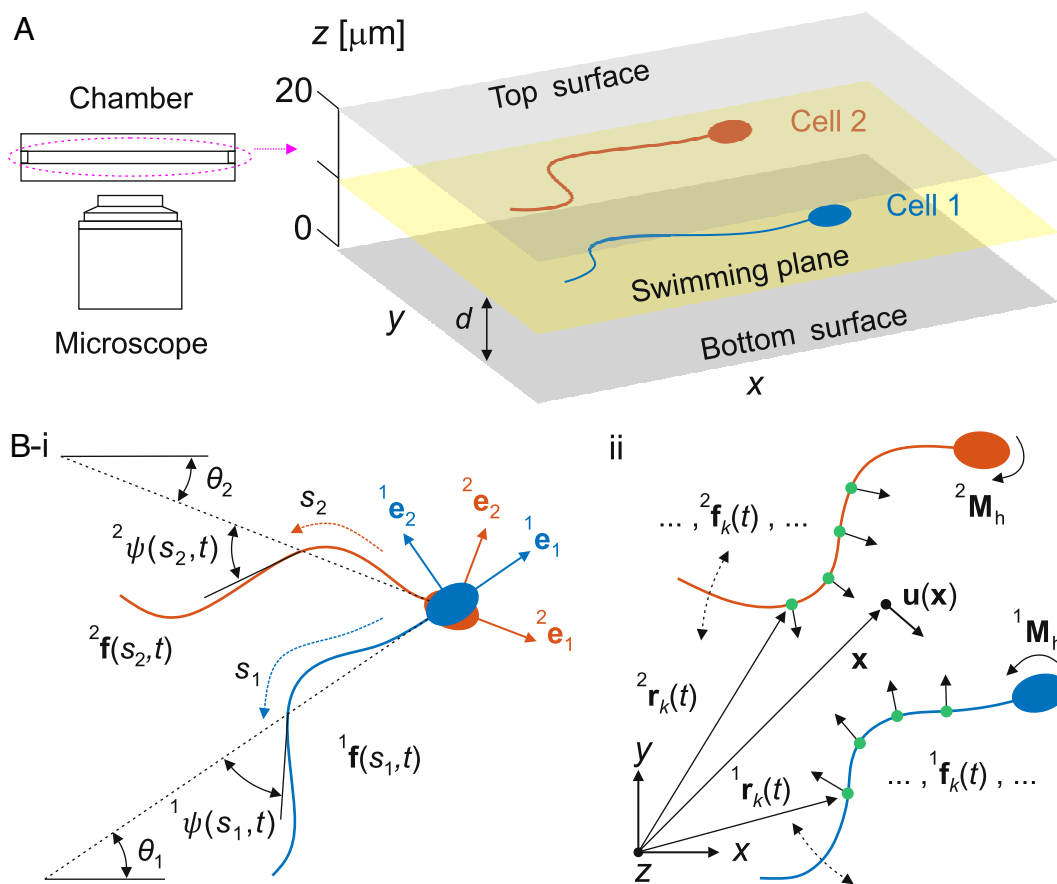 A
z [μm]
20
0
Chamber
Microscope
Top surface
Cell 2
Cell 1
Swimming plane
Bottom surface
y
d
x
B-i
θ₂
s₂
²ψ(s₂,t)
²f(s₂,t)
¹e₂
²e₂
¹e₁
²e₁
s₁
¹f(s₁,t)
¹ψ(s₁,t)
θ₁
ii
²Mₕ
... , ²fₖ(t) , ...
u(x)
x
¹Mₕ
²rₖ(t)
¹rₖ(t)
... , ¹fₖ(t) , ...
y
z
x